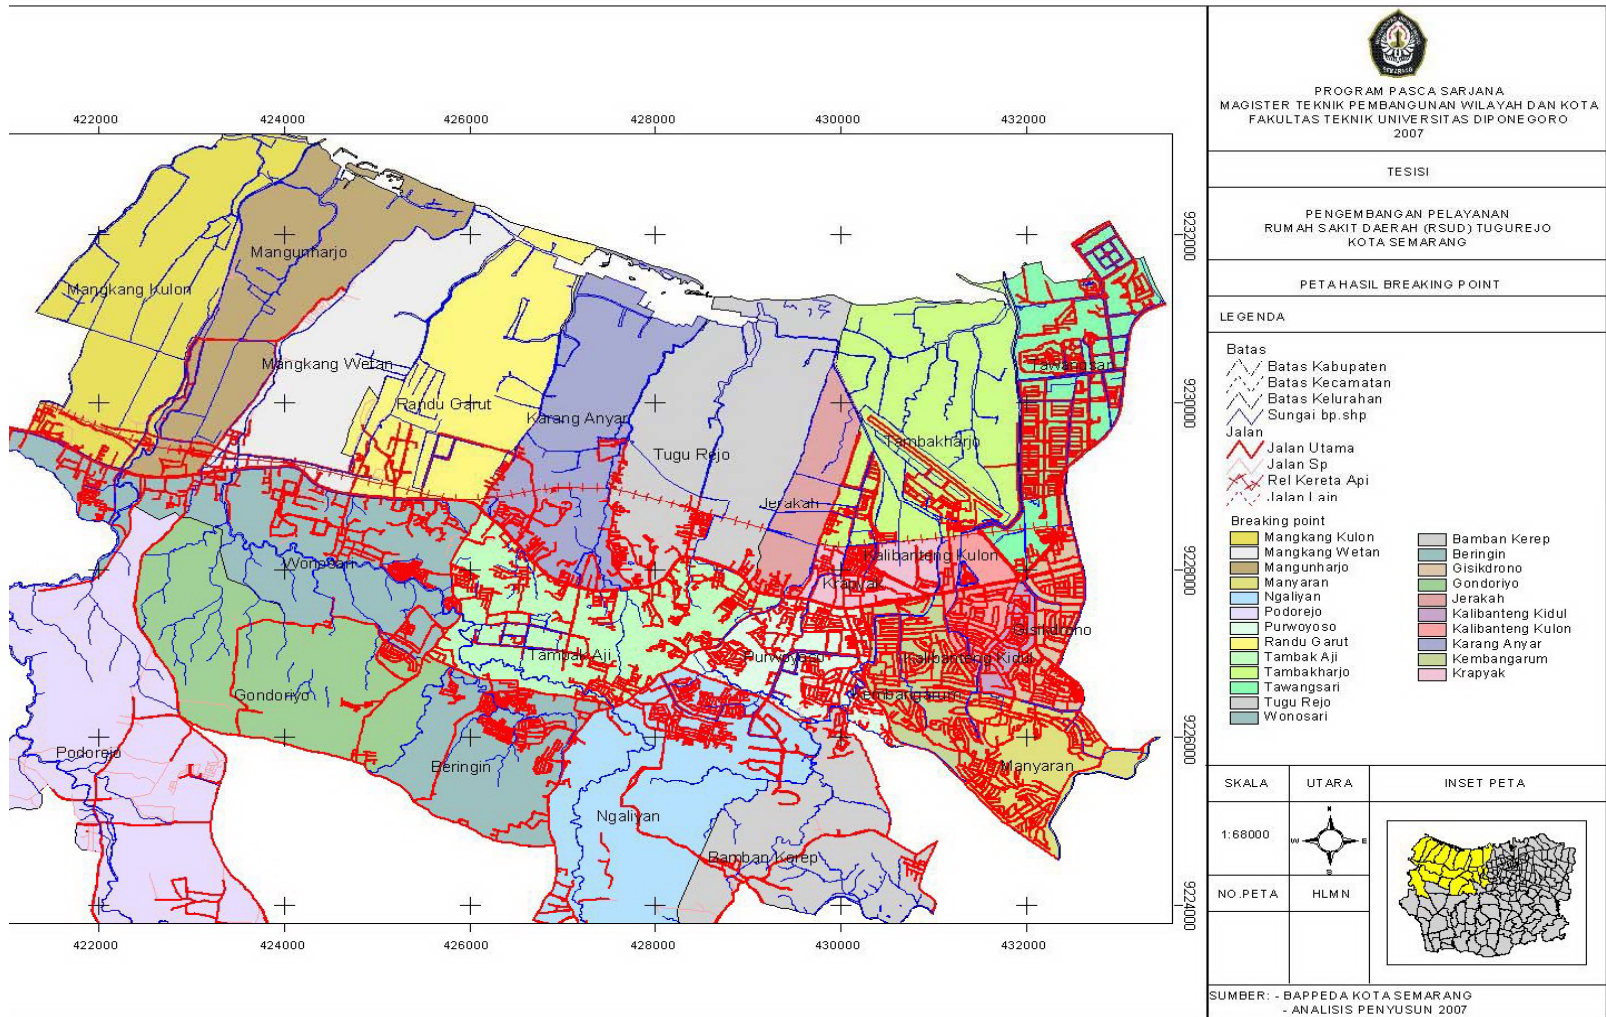 422000 424000 426000 428000 430000 432000
9232000
9230000
9228000
9226000
9224000
Mangunharjo
Mangkang Kulon
Mangkang Wetan
Tawangsari
Randu Garut
Karang Anyar
Tambakharjo
Tugu Rejo
Jerakah
Kalibanteng Kulon
Wonosari
Krapyak
Gisikdrono
Tambak Aji
Purwoyoso
Kalibanteng Kidul
Gondoriyo
Kembangarum
Podorejo
Beringin
Manyaran
Ngaliyan
Bamban Kerep
422000 424000 426000 428000 430000 432000
SEMARANG
PROGRAM PASCA SARJANA
MAGISTER TEKNIK PEMBANGUNAN WILAYAH DAN KOTA
FAKULTAS TEKNIK UNIVERSITAS DIPONEGORO
2007
TESISI
PENGEMBANGAN PELAYANAN
RUMAH SAKIT DAERAH (RSUD) TUGUREJO
KOTA SEMARANG
PETA HASIL BREAKING POINT
LEGENDA
Batas
Batas Kabupaten
Batas Kecamatan
Batas Kelurahan
Sungai bp.shp
Jalan
Jalan Utama
Jalan Sp
Rel Kereta Api
Jalan Lain
Breaking point
Mangkang Kulon
Mangkang Wetan
Mangunharjo
Manyaran
Ngaliyan
Podorejo
Purwoyoso
Randu Garut
Tambak Aji
Tambakharjo
Tawangsari
Tugu Rejo
Wonosari
Bamban Kerep
Beringin
Gisikdrono
Gondoriyo
Jerakah
Kalibanteng Kidul
Kalibanteng Kulon
Karang Anyar
Kembangarum
Krapyak
SKALA UTARA INSET PETA
1:68000
N
W E
S
NO.PETA HLMN
SUMBER: - BAPPEDA KOTA SEMARANG
- ANALISIS PENYUSUN 2007